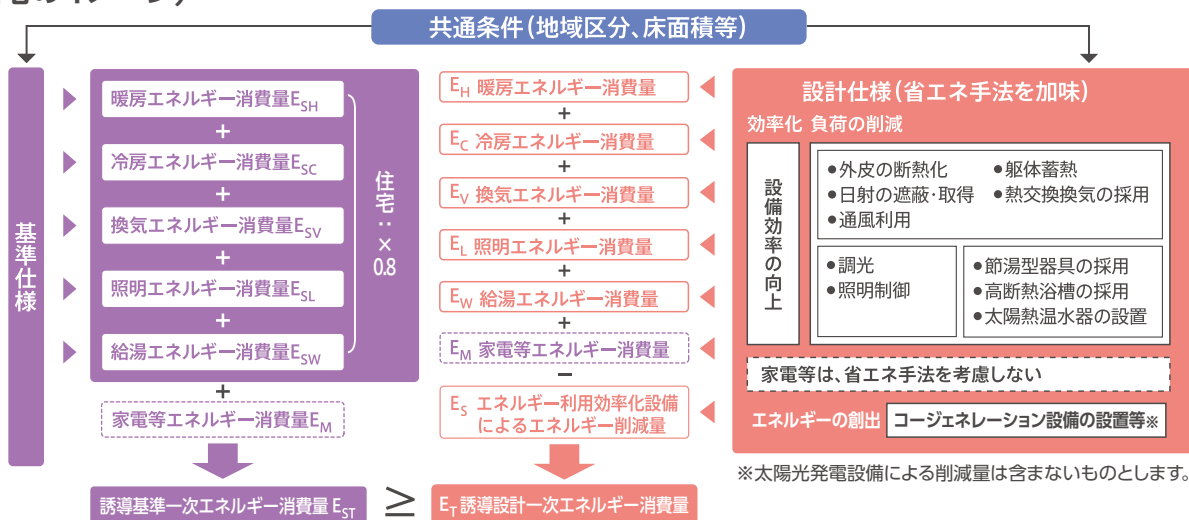 共通条件(地域区分、床面積等)
基準仕様
暖房エネルギー消費量E_SH
+
冷房エネルギー消費量E_SC
+
換気エネルギー消費量E_SV
+
照明エネルギー消費量E_SL
+
給湯エネルギー消費量E_SW
住宅:×0.8
+
家電等エネルギー消費量E_M
誘導基準一次エネルギー消費量 E_ST
≧
E_H 暖房エネルギー消費量
+
E_C 冷房エネルギー消費量
+
E_V 換気エネルギー消費量
+
E_L 照明エネルギー消費量
+
E_W 給湯エネルギー消費量
+
E_M 家電等エネルギー消費量
−
E_S エネルギー利用効率化設備
によるエネルギー削減量
E_T 誘導設計一次エネルギー消費量
設計仕様(省エネ手法を加味)
効率化 負荷の削減
設備効率の向上
●外皮の断熱化 ●躯体蓄熱
●日射の遮蔽・取得 ●熱交換換気の採用
●通風利用
●調光
●照明制御
●節湯型器具の採用
●高断熱浴槽の採用
●太陽熱温水器の設置
家電等は、省エネ手法を考慮しない
エネルギーの創出 コージェネレーション設備の設置等※
※太陽光発電設備による削減量は含まないものとします。